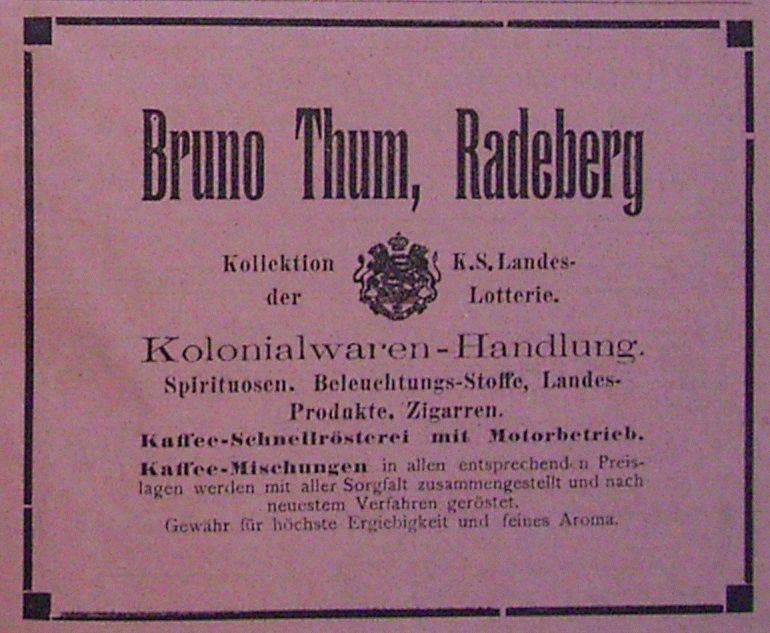 Bruno Thum, Radeberg
Kollektion K.S. Landes-
der Lotterie.
Kolonialwaren-Handlung.
Spirituosen. Beleuchtungs-Stoffe, Landes-
Produkte. Zigarren.
Kaffee-Schnellrösterei mit Motorbetrieb.
Kaffee-Mischungen in allen entsprechenden Preis-
lagen werden mit aller Sorgfalt zusammengestellt und nach
neuestem Verfahren geröstet.
Gewähr für höchste Ergiebigkeit und feines Aroma.